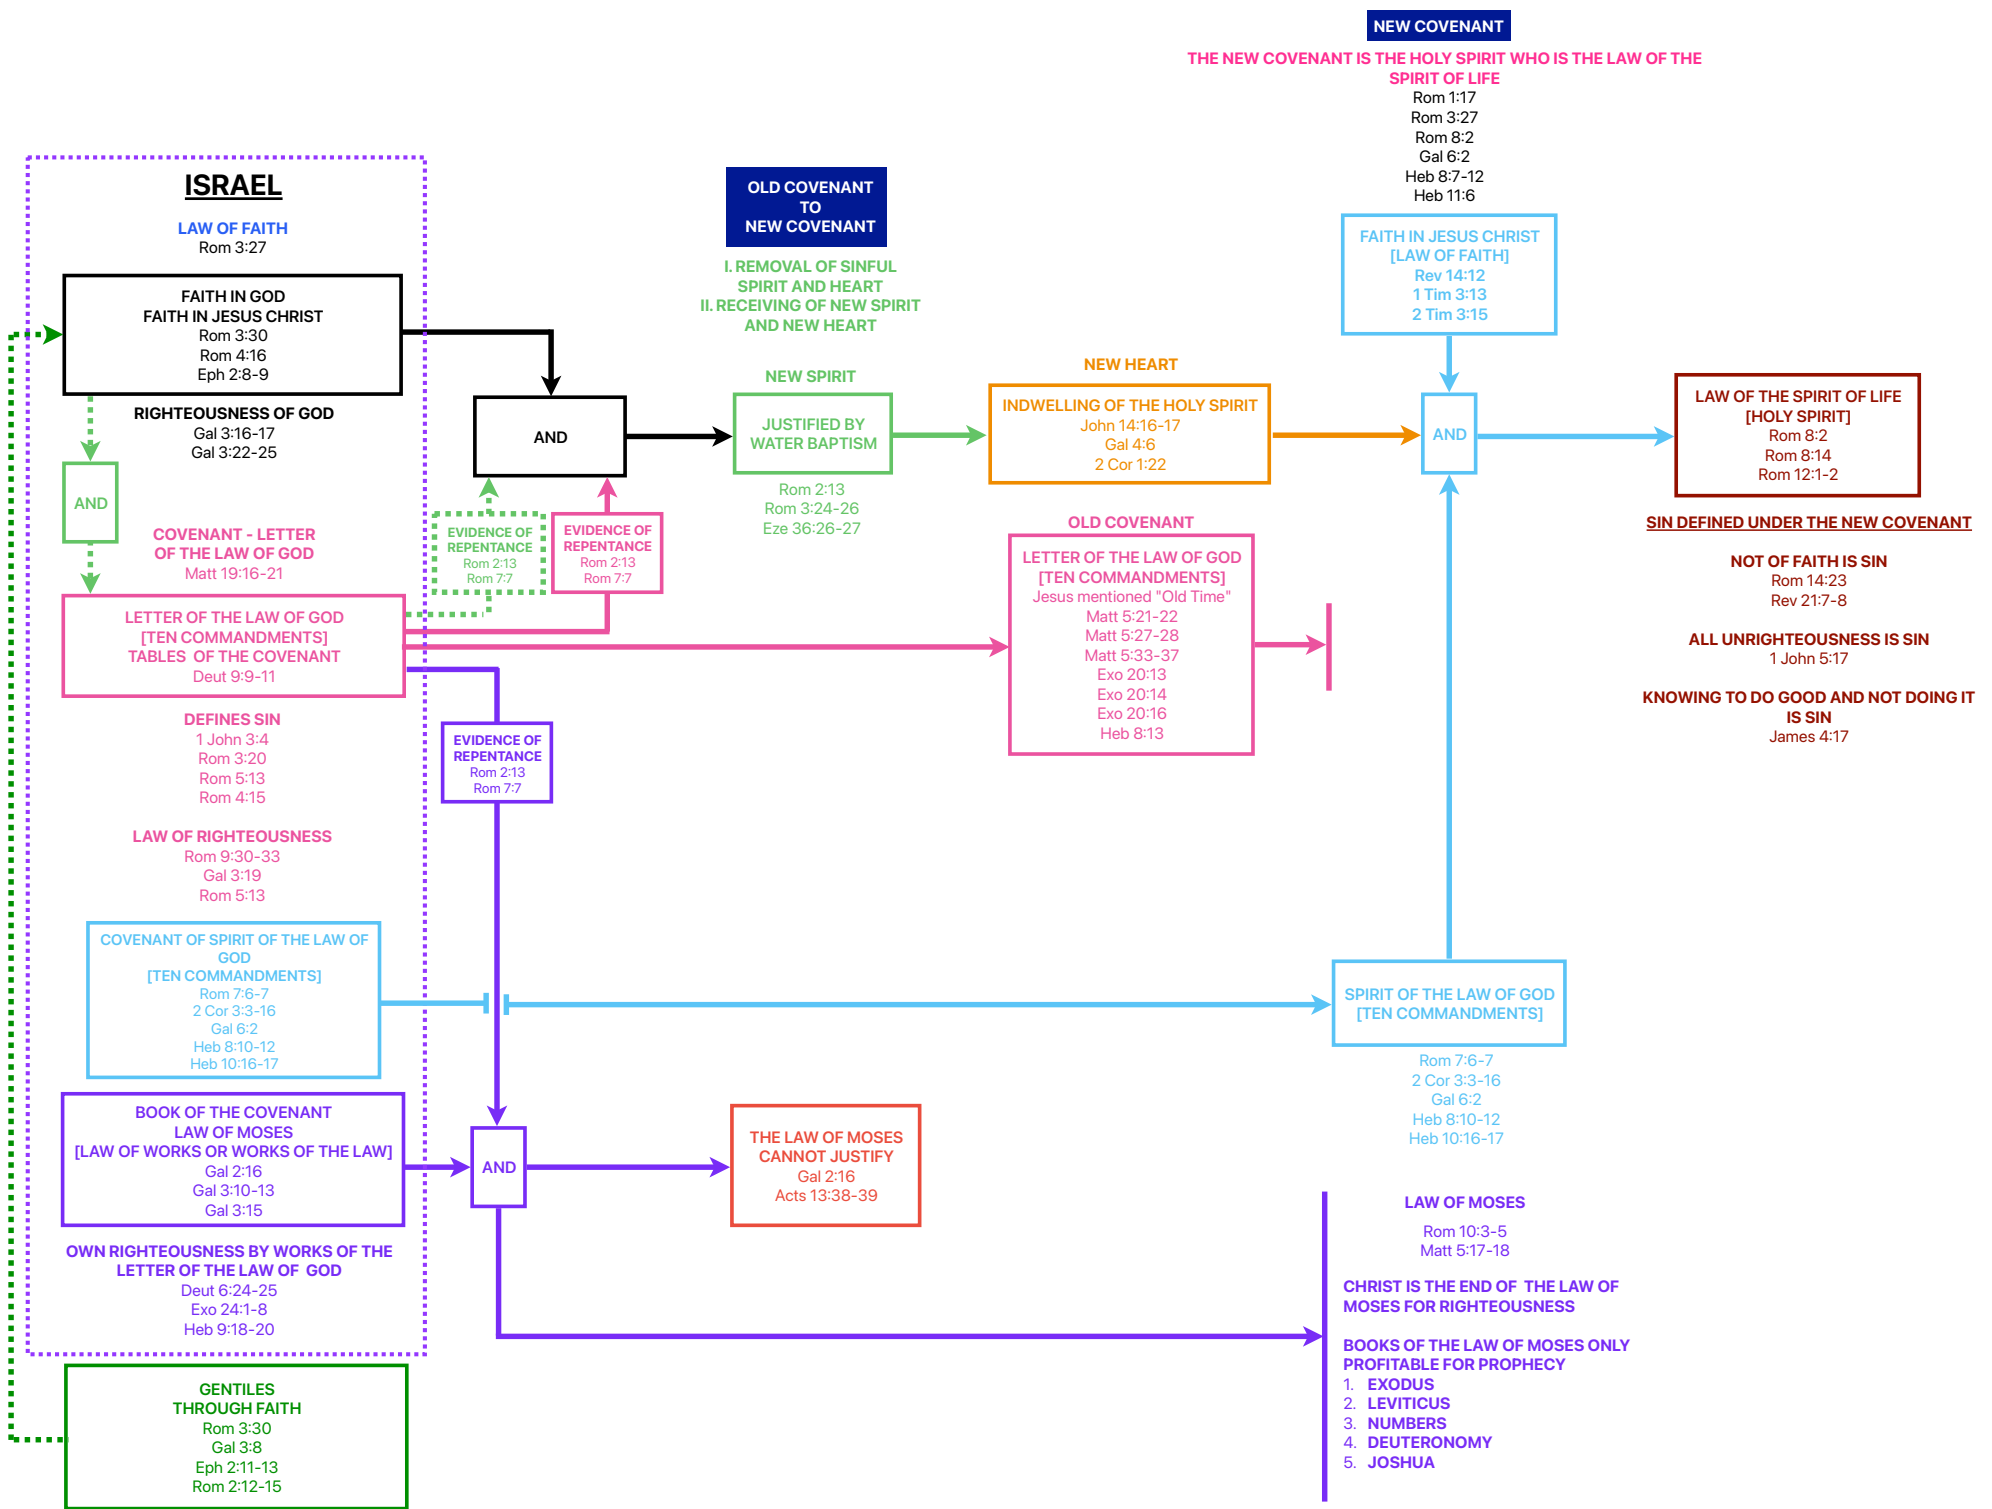 NEW COVENANT
THE NEW COVENANT IS THE HOLY SPIRIT WHO IS THE LAW OF THE
SPIRIT OF LIFE
Rom 1:17
Rom 3:27
Rom 8:2
Gal 6:2
Heb 8:7-12
Heb 11:6
ISRAEL
LAW OF FAITH
Rom 3:27
FAITH IN GOD
FAITH IN JESUS CHRIST
Rom 3:30
Rom 4:16
Eph 2:8-9
RIGHTEOUSNESS OF GOD
Gal 3:16-17
Gal 3:22-25
AND
COVENANT - LETTER
OF THE LAW OF GOD
Matt 19:16-21
LETTER OF THE LAW OF GOD
[TEN COMMANDMENTS]
TABLES OF THE COVENANT
Deut 9:9-11
DEFINES SIN
1 John 3:4
Rom 3:20
Rom 5:13
Rom 4:15
LAW OF RIGHTEOUSNESS
Rom 9:30-33
Gal 3:19
Rom 5:13
COVENANT OF SPIRIT OF THE LAW OF
GOD
[TEN COMMANDMENTS]
Rom 7:6-7
2 Cor 3:3-16
Gal 6:2
Heb 8:10-12
Heb 10:16-17
BOOK OF THE COVENANT
LAW OF MOSES
[LAW OF WORKS OR WORKS OF THE LAW]
Gal 2:16
Gal 3:10-13
Gal 3:15
OWN RIGHTEOUSNESS BY WORKS OF THE
LETTER OF THE LAW OF GOD
Deut 6:24-25
Exo 24:1-8
Heb 9:18-20
GENTILES
THROUGH FAITH
Rom 3:30
Gal 3:8
Eph 2:11-13
Rom 2:12-15
AND
EVIDENCE OF
REPENTANCE
Rom 2:13
Rom 7:7
EVIDENCE OF
REPENTANCE
Rom 2:13
Rom 7:7
EVIDENCE OF
REPENTANCE
Rom 2:13
Rom 7:7
AND
OLD COVENANT
TO
NEW COVENANT
I. REMOVAL OF SINFUL
SPIRIT AND HEART
II. RECEIVING OF NEW SPIRIT
AND NEW HEART
NEW SPIRIT
JUSTIFIED BY
WATER BAPTISM
Rom 2:13
Rom 3:24-26
Eze 36:26-27
THE LAW OF MOSES
CANNOT JUSTIFY
Gal 2:16
Acts 13:38-39
NEW HEART
INDWELLING OF THE HOLY SPIRIT
John 14:16-17
Gal 4:6
2 Cor 1:22
OLD COVENANT
LETTER OF THE LAW OF GOD
[TEN COMMANDMENTS]
Jesus mentioned "Old Time"
Matt 5:21-22
Matt 5:27-28
Matt 5:33-37
Exo 20:13
Exo 20:14
Exo 20:16
Heb 8:13
FAITH IN JESUS CHRIST
[LAW OF FAITH]
Rev 14:12
1 Tim 3:13
2 Tim 3:15
AND
SPIRIT OF THE LAW OF GOD
[TEN COMMANDMENTS]
Rom 7:6-7
2 Cor 3:3-16
Gal 6:2
Heb 8:10-12
Heb 10:16-17
LAW OF MOSES
Rom 10:3-5
Matt 5:17-18
CHRIST IS THE END OF THE LAW OF
MOSES FOR RIGHTEOUSNESS
BOOKS OF THE LAW OF MOSES ONLY
PROFITABLE FOR PROPHECY
1. EXODUS
2. LEVITICUS
3. NUMBERS
4. DEUTERONOMY
5. JOSHUA
LAW OF THE SPIRIT OF LIFE
[HOLY SPIRIT]
Rom 8:2
Rom 8:14
Rom 12:1-2
SIN DEFINED UNDER THE NEW COVENANT
NOT OF FAITH IS SIN
Rom 14:23
Rev 21:7-8
ALL UNRIGHTEOUSNESS IS SIN
1 John 5:17
KNOWING TO DO GOOD AND NOT DOING IT
IS SIN
James 4:17